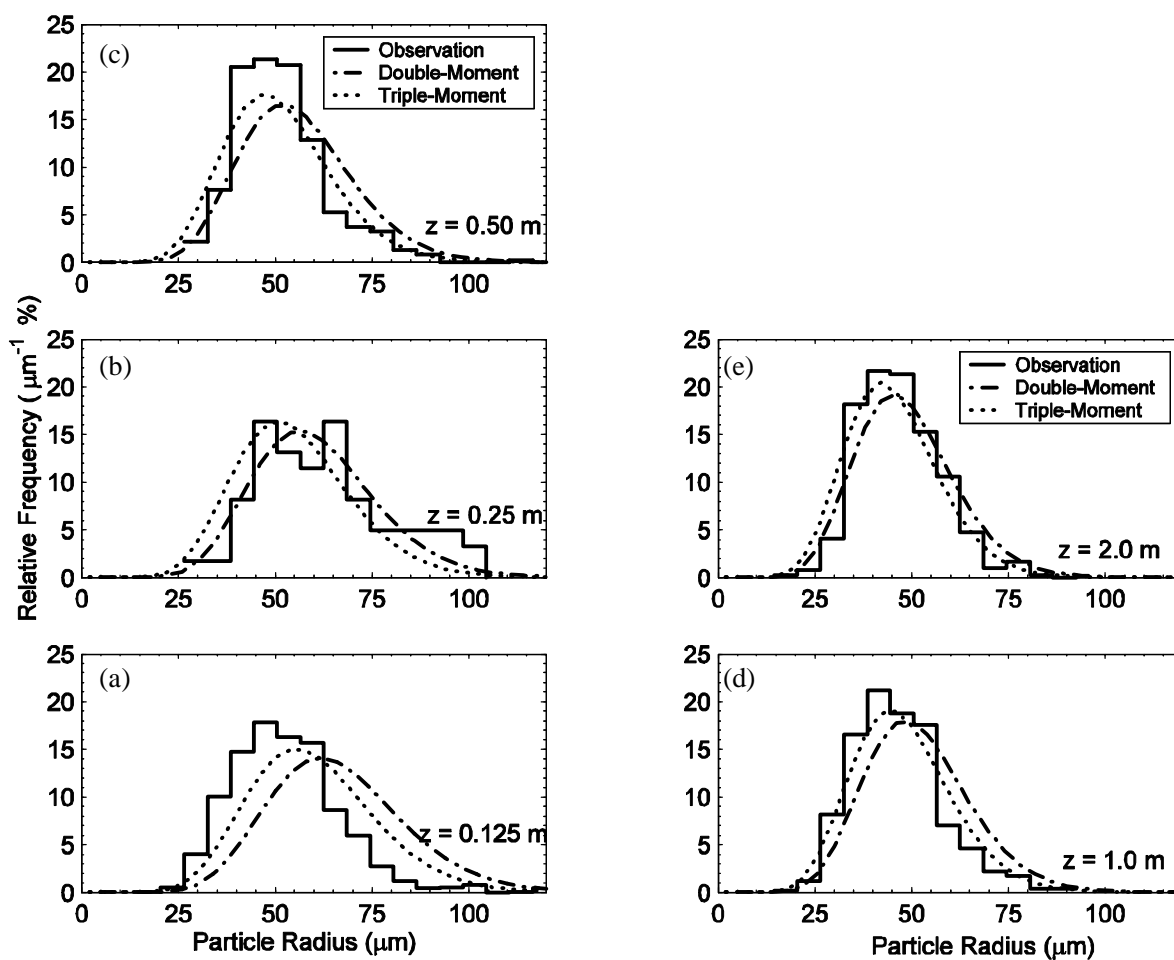 (c)
Observation
Double-Moment
Triple-Moment
z = 0.50 m
25
20
15
10
5
0
0 25 50 75 100
Relative Frequency ( μm⁻¹ %)
(b)
z = 0.25 m
25
20
15
10
5
0
0 25 50 75 100
(e)
Observation
Double-Moment
Triple-Moment
z = 2.0 m
25
20
15
10
5
0
0 25 50 75 100
(a)
z = 0.125 m
25
20
15
10
5
0
0 25 50 75 100
Particle Radius (μm)
(d)
z = 1.0 m
25
20
15
10
5
0
0 25 50 75 100
Particle Radius (μm)